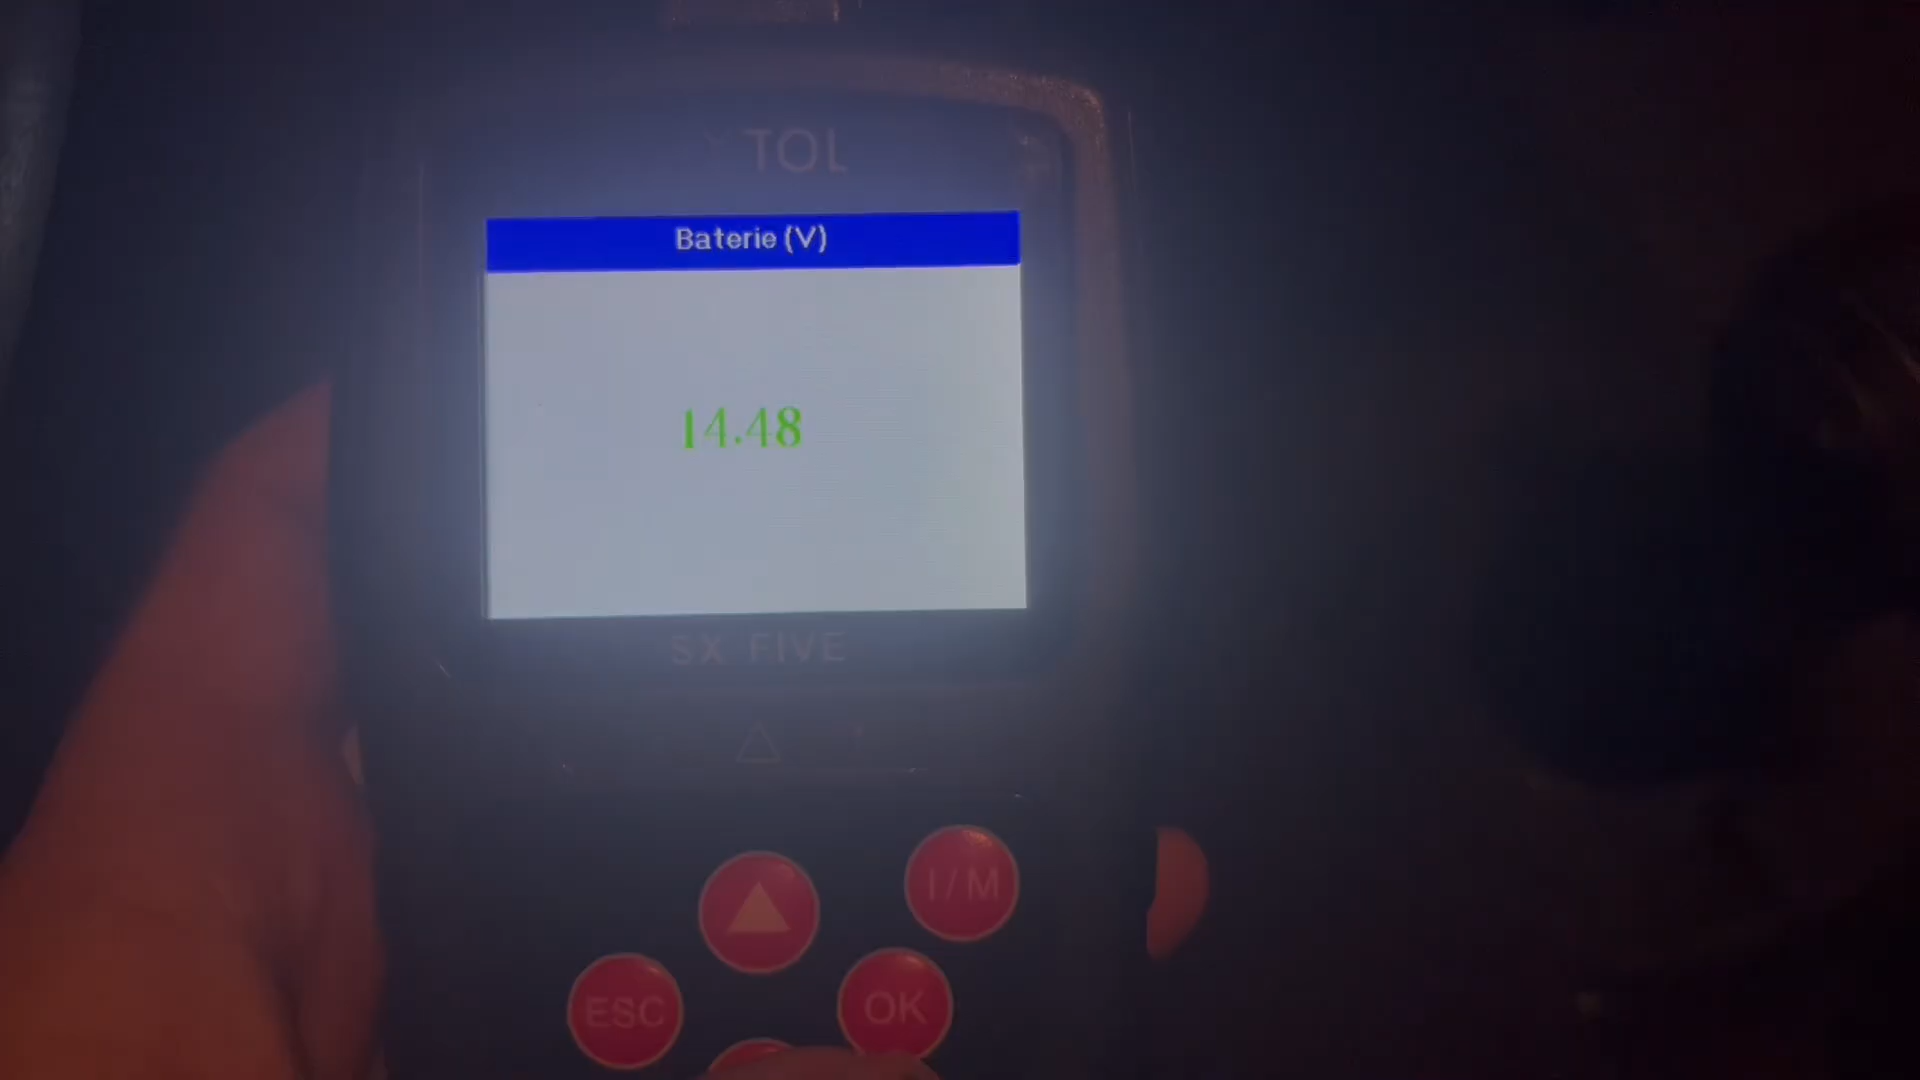 TOL
Baterie (V)
14.48
SX FIVE
I/M
ESC
OK